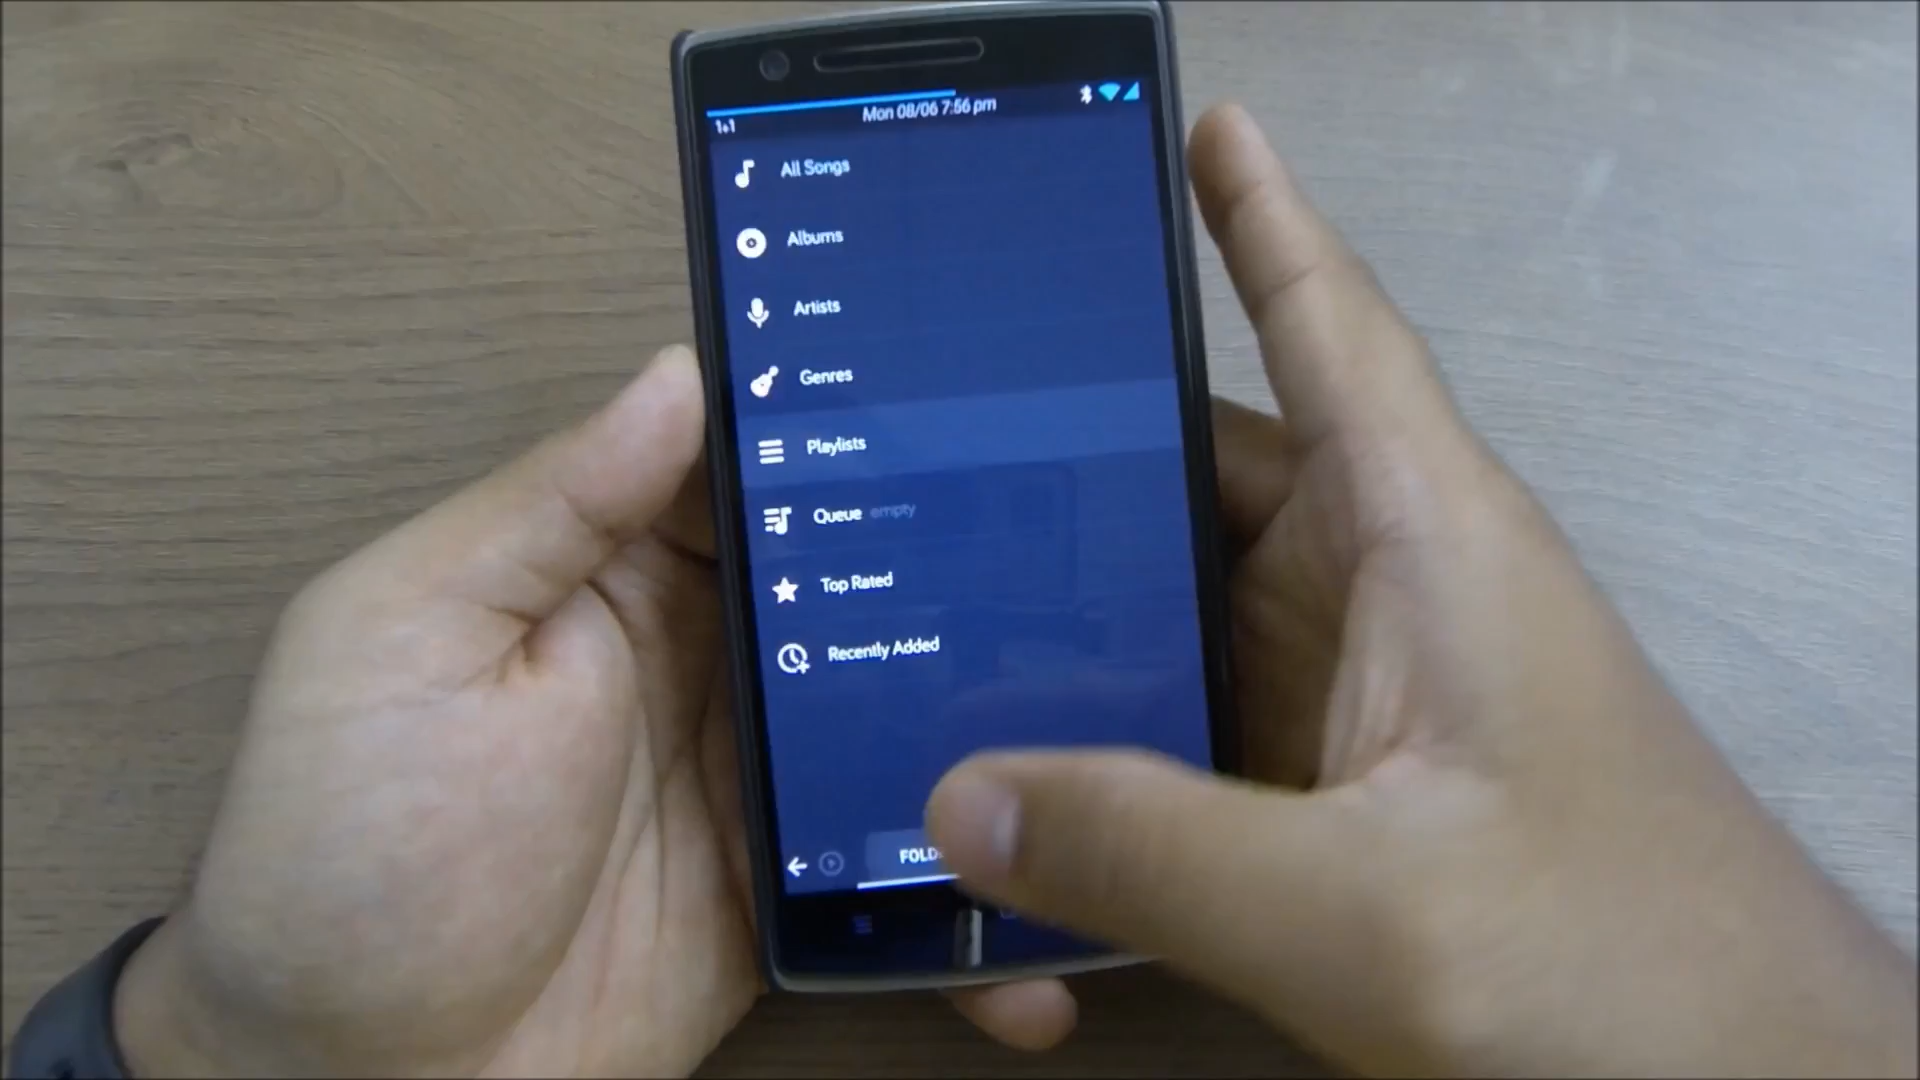 Mon 08/06 7:56 pm
All Songs
Albums
Artists
Genres
Playlists
Queue empty
Top Rated
Recently Added